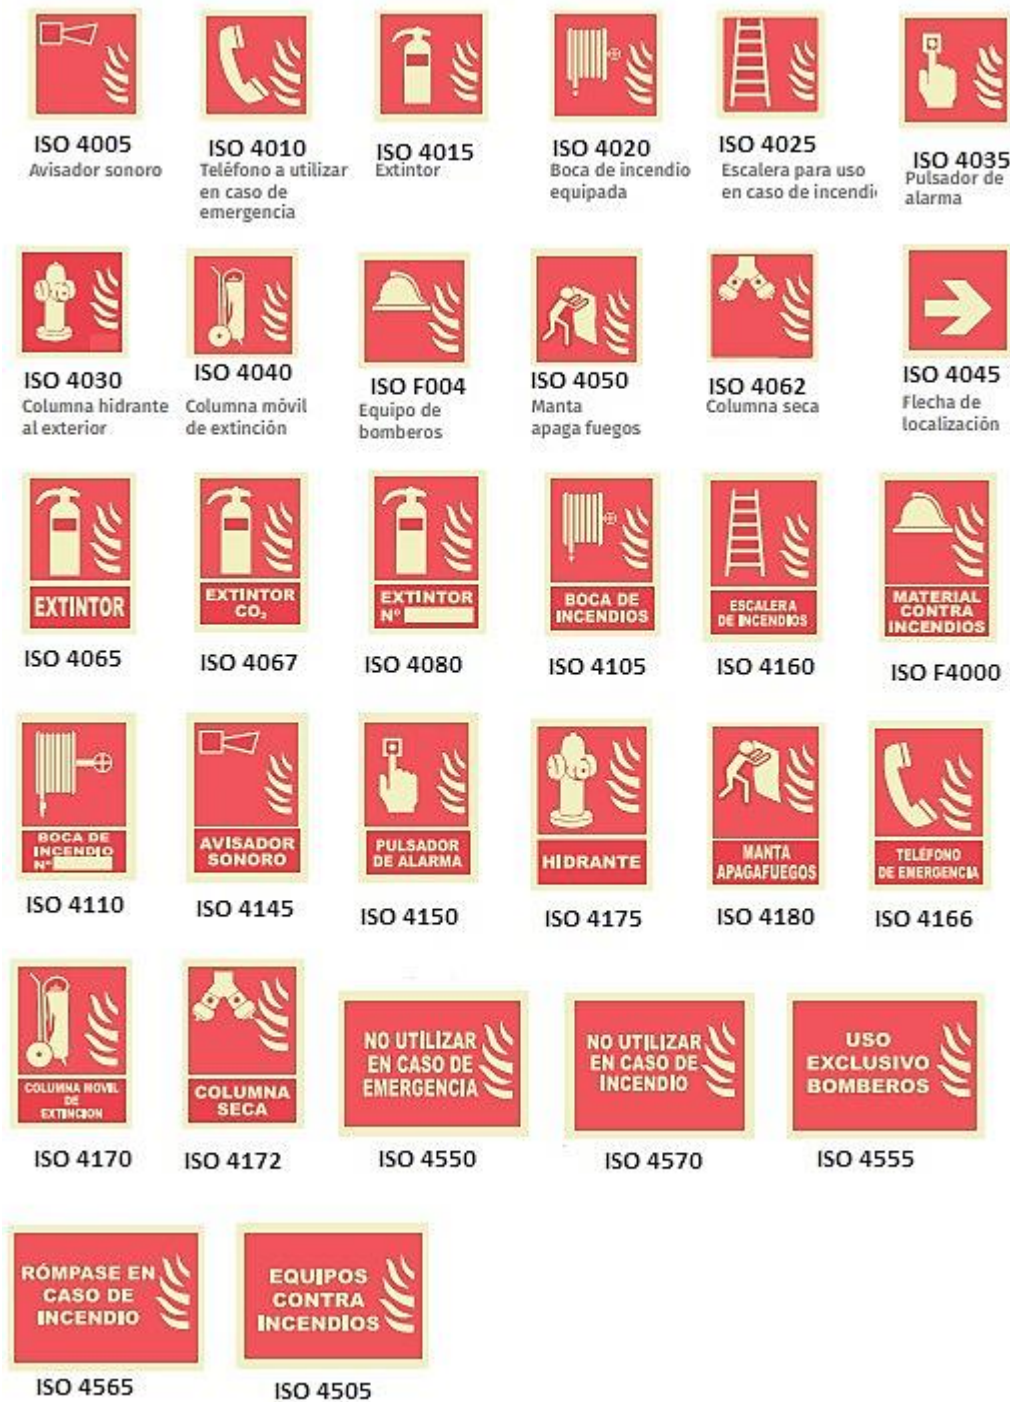 ISO 4005
Avisador sonoro
ISO 4010
Teléfono a utilizar
en caso de
emergencia
ISO 4015
Extintor
ISO 4020
Boca de incendio
equipada
ISO 4025
Escalera para uso
en caso de incendi
ISO 4035
Pulsador de
alarma
ISO 4030
Columna hidrante
al exterior
ISO 4040
Columna móvil
de extinción
ISO F004
Equipo de
bomberos
ISO 4050
Manta
apaga fuegos
ISO 4062
Columna seca
ISO 4045
Flecha de
localización
EXTINTOR
ISO 4065
EXTINTOR
CO₂
ISO 4067
EXTINTOR
Nº
ISO 4080
BOCA DE
INCENDIOS
ISO 4105
ESCALERA
DE INCENDIOS
ISO 4160
MATERIAL
CONTRA
INCENDIOS
ISO F4000
BOCA DE
INCENDIO
Nº
ISO 4110
AVISADOR
SONORO
ISO 4145
PULSADOR
DE ALARMA
ISO 4150
HIDRANTE
ISO 4175
MANTA
APAGAFUEGOS
ISO 4180
TELÉFONO
DE EMERGENCIA
ISO 4166
COLUMNA MOVIL
DE
EXTINCION
ISO 4170
COLUMNA
SECA
ISO 4172
NO UTILIZAR
EN CASO DE
EMERGENCIA
ISO 4550
NO UTILIZAR
EN CASO DE
INCENDIO
ISO 4570
USO
EXCLUSIVO
BOMBEROS
ISO 4555
RÓMPASE EN
CASO DE
INCENDIO
ISO 4565
EQUIPOS
CONTRA
INCENDIOS
ISO 4505